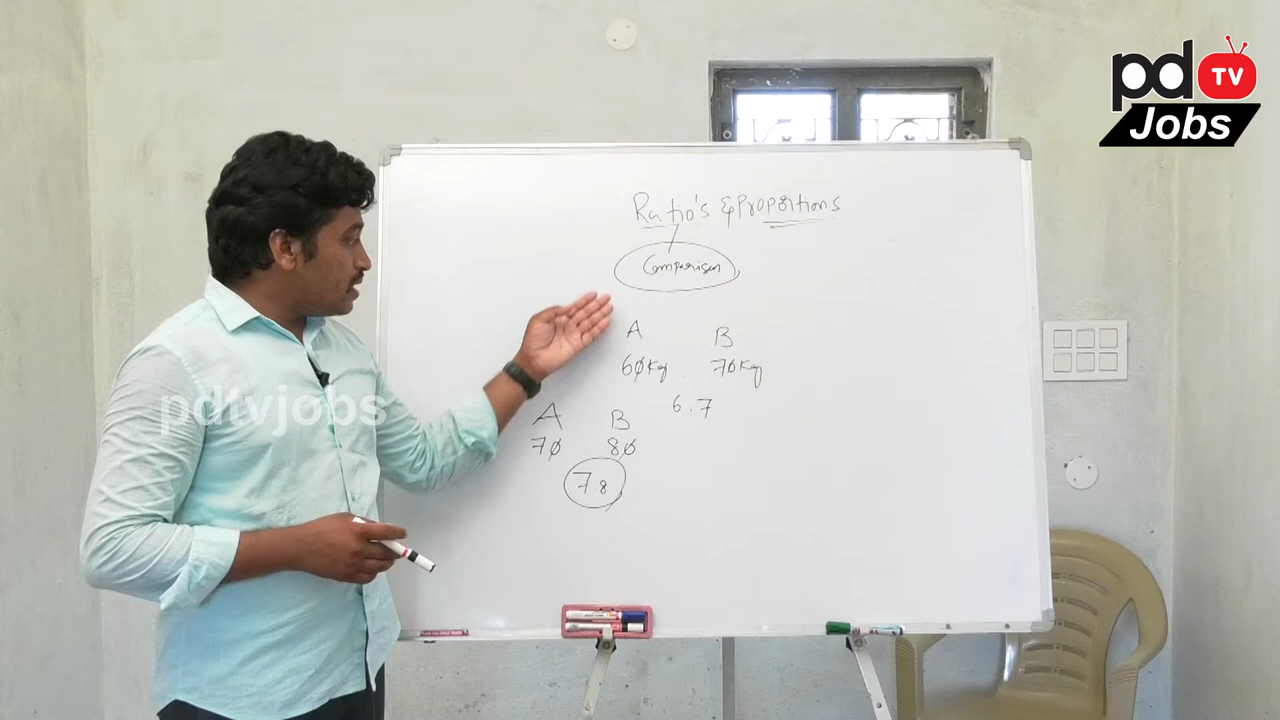 pd TV
Jobs
Ratio's & Proportions
Comparison
A B
60kg 70kg
6.7
A B
70 80
7 8
pdtvjobs